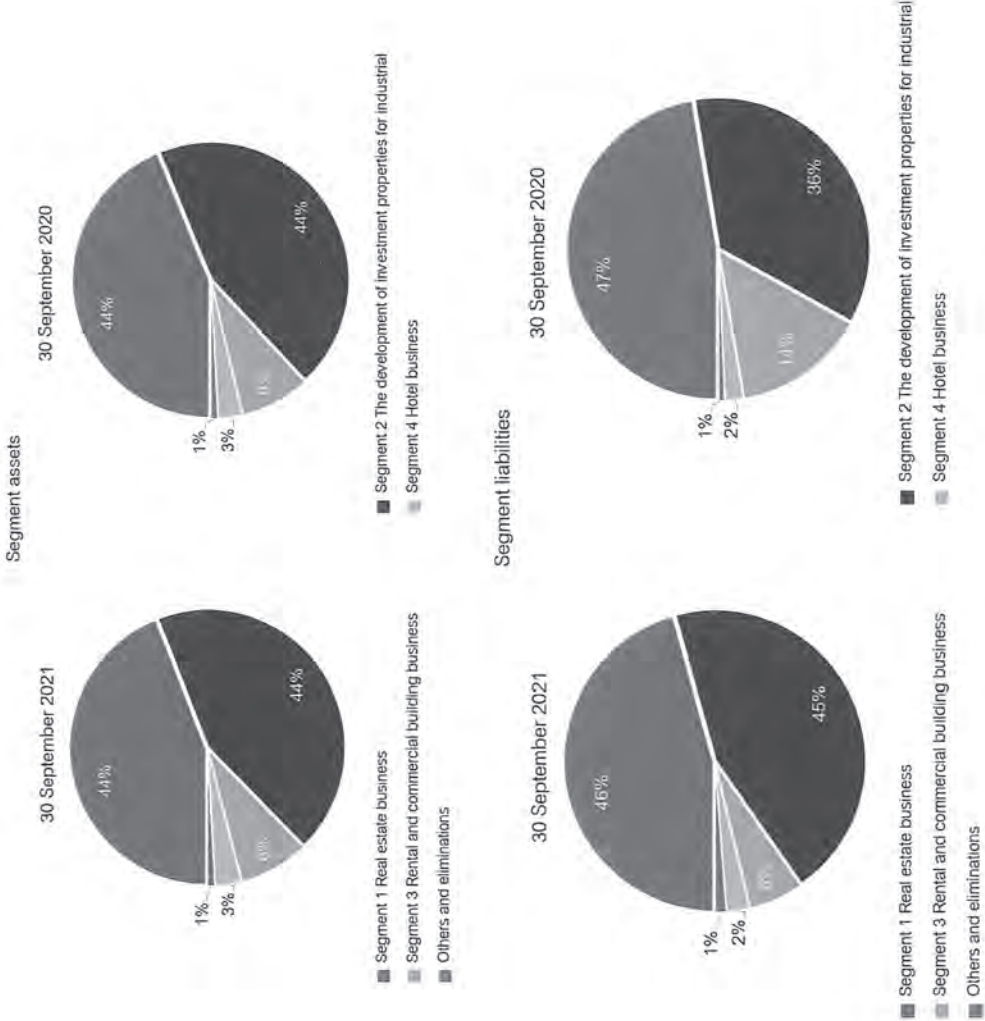 Segment assets
30 September 2021
44%
44%
3%
1%
30 September 2020
44%
44%
3%
1%
Segment 1 Real estate business
Segment 2 The development of investment properties for industrial
Segment 3 Rental and commercial building business
Segment 4 Hotel business
Others and eliminations
Segment liabilities
30 September 2021
46%
45%
2%
1%
30 September 2020
47%
36%
14%
2%
1%
Segment 1 Real estate business
Segment 2 The development of investment properties for industrial
Segment 3 Rental and commercial building business
Segment 4 Hotel business
Others and eliminations